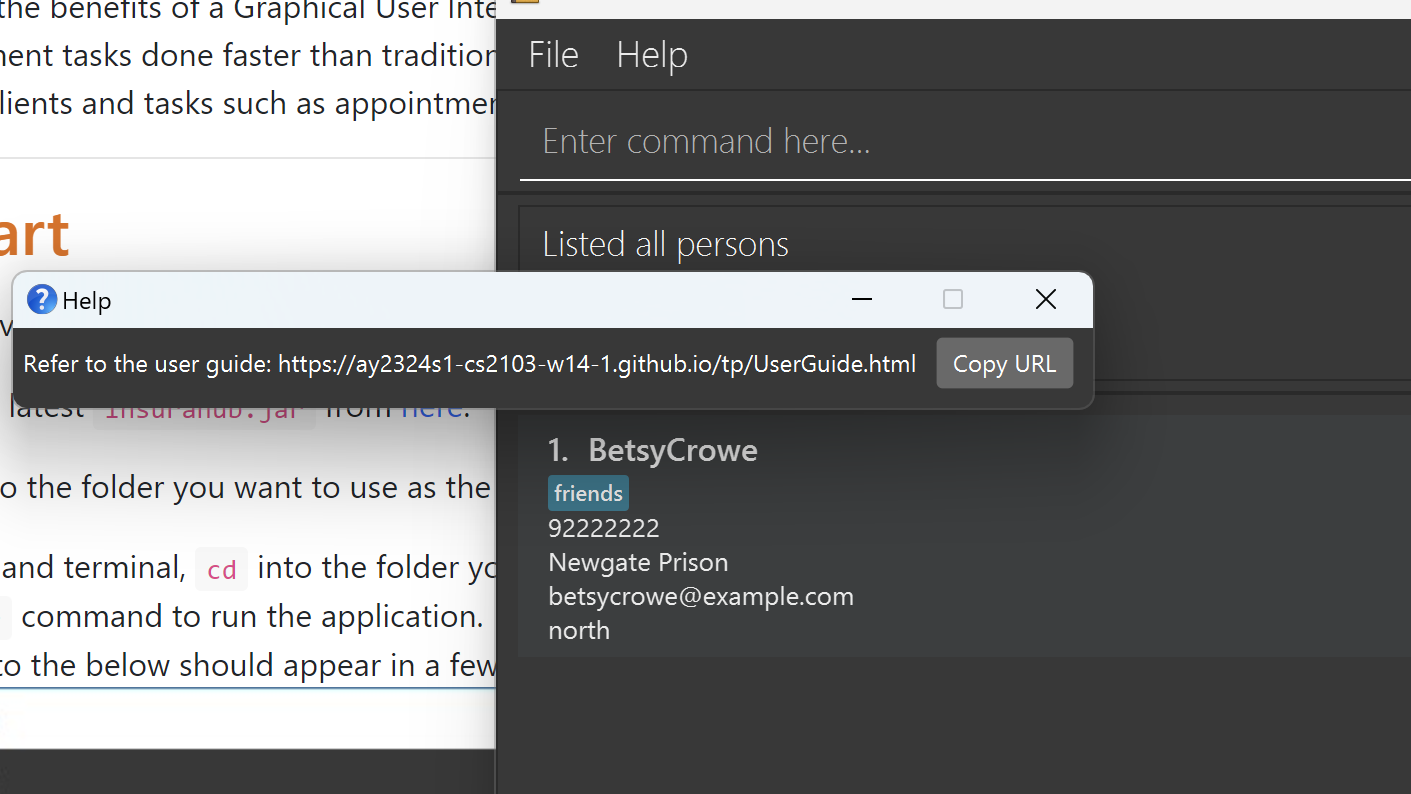 the benefits of a Graphical User Inte
ent tasks done faster than tradition
lients and tasks such as appointmen
art
latest Insurahub.jar from here.
o the folder you want to use as the
and terminal, cd into the folder yo
command to run the application.
to the below should appear in a few
File Help
Enter command here...
Listed all persons
Help
Refer to the user guide: https://ay2324s1-cs2103-w14-1.github.io/tp/UserGuide.html Copy URL
1. BetsyCrowe
friends
92222222
Newgate Prison
betsycrowe@example.com
north